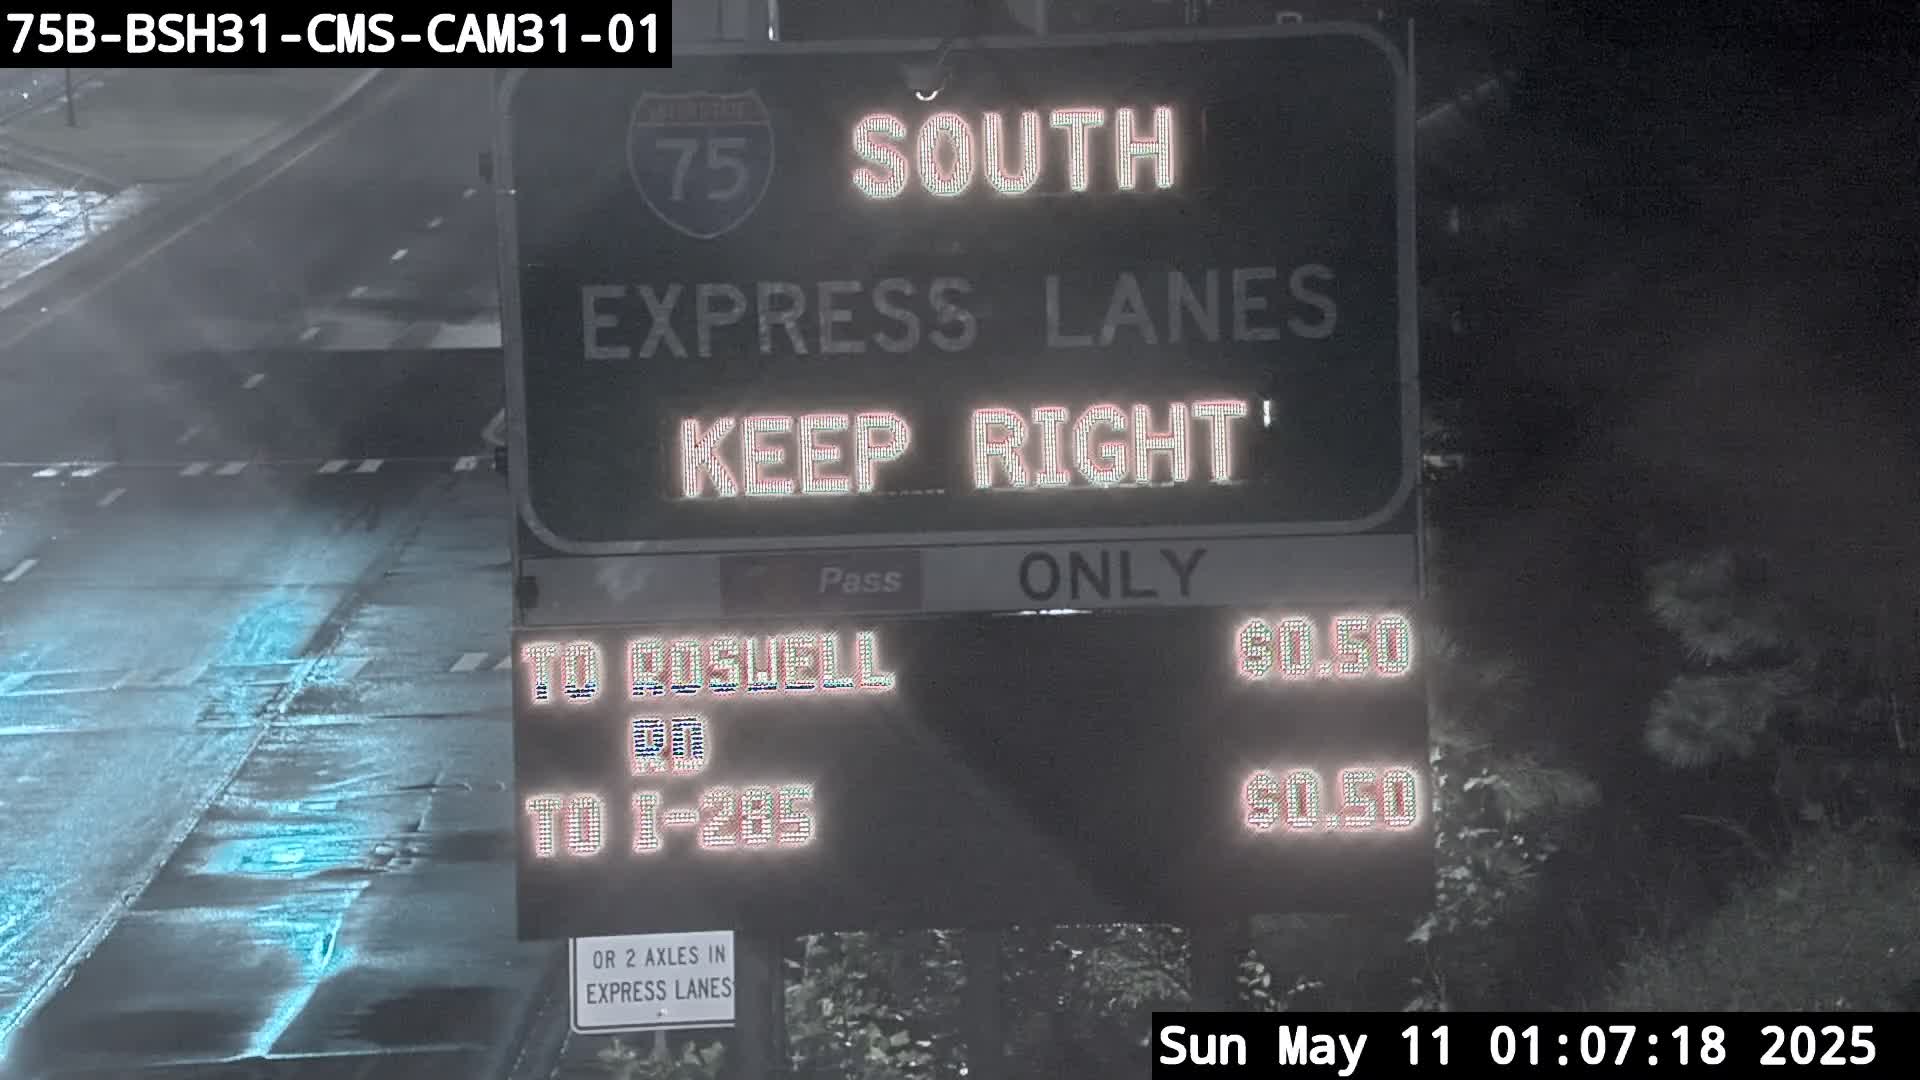 75B-BSH31-CMS-CAM31-01
INTERSTATE
75
SOUTH
EXPRESS LANES
KEEP RIGHT
Pass ONLY
TO ROSWELL $0.50
RD
TO I-285 $0.50
OR 2 AXLES IN
EXPRESS LANES
Sun May 11 01:07:18 2025